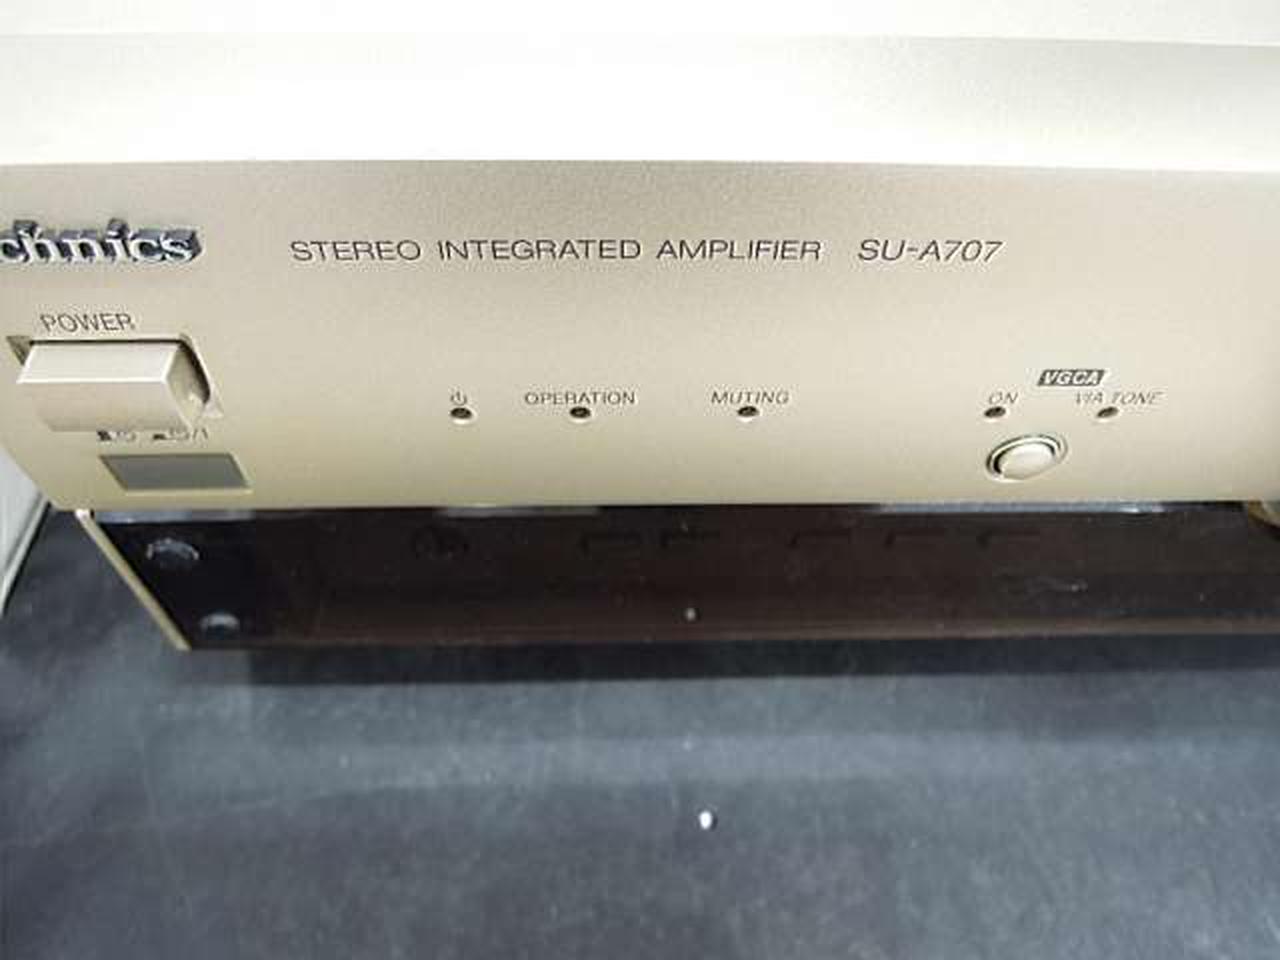 chnics
STEREO INTEGRATED AMPLIFIER SU-A707
POWER
⏻ OPERATION MUTING
VGCA
ON VIA TONE